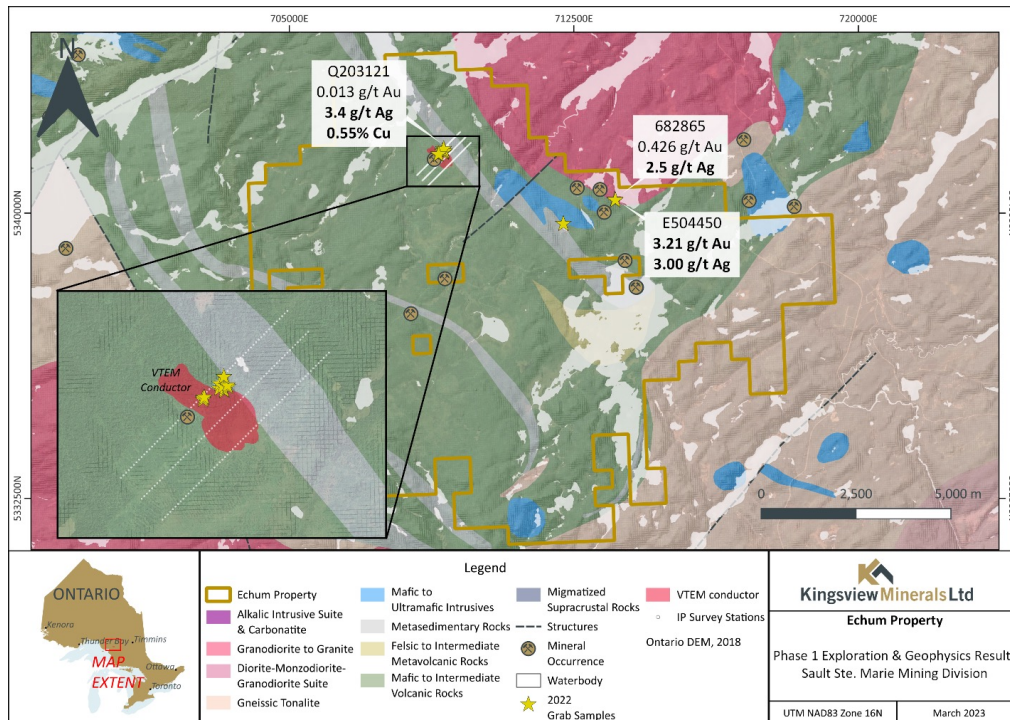 705000E
712500E
720000E
N
Q203121
0.013 g/t Au
3.4 g/t Ag
0.55% Cu
682865
0.426 g/t Au
2.5 g/t Ag
E504450
3.21 g/t Au
3.00 g/t Ag
5340000N
VTEM
Conductor
5332500N
0
2,500
5,000 m
ONTARIO
Kenora
Thunder Bay
Timmins
MAP
EXTENT
Ottawa
Toronto
Legend
Echum Property
Alkalic Intrusive Suite
& Carbonatite
Granodiorite to Granite
Diorite-Monzodiorite-
Granodiorite Suite
Gneissic Tonalite
Mafic to
Ultramafic Intrusives
Metasedimentary Rocks
Felsic to Intermediate
Metavolcanic Rocks
Mafic to Intermediate
Volcanic Rocks
Migmatized
Supracrustal Rocks
Structures
Mineral
Occurrence
Waterbody
2022
Grab Samples
VTEM conductor
IP Survey Stations
Ontario DEM, 2018
Kingsview Minerals Ltd
Echum Property
Phase 1 Exploration & Geophysics Result
Sault Ste. Marie Mining Division
UTM NAD83 Zone 16N
March 2023